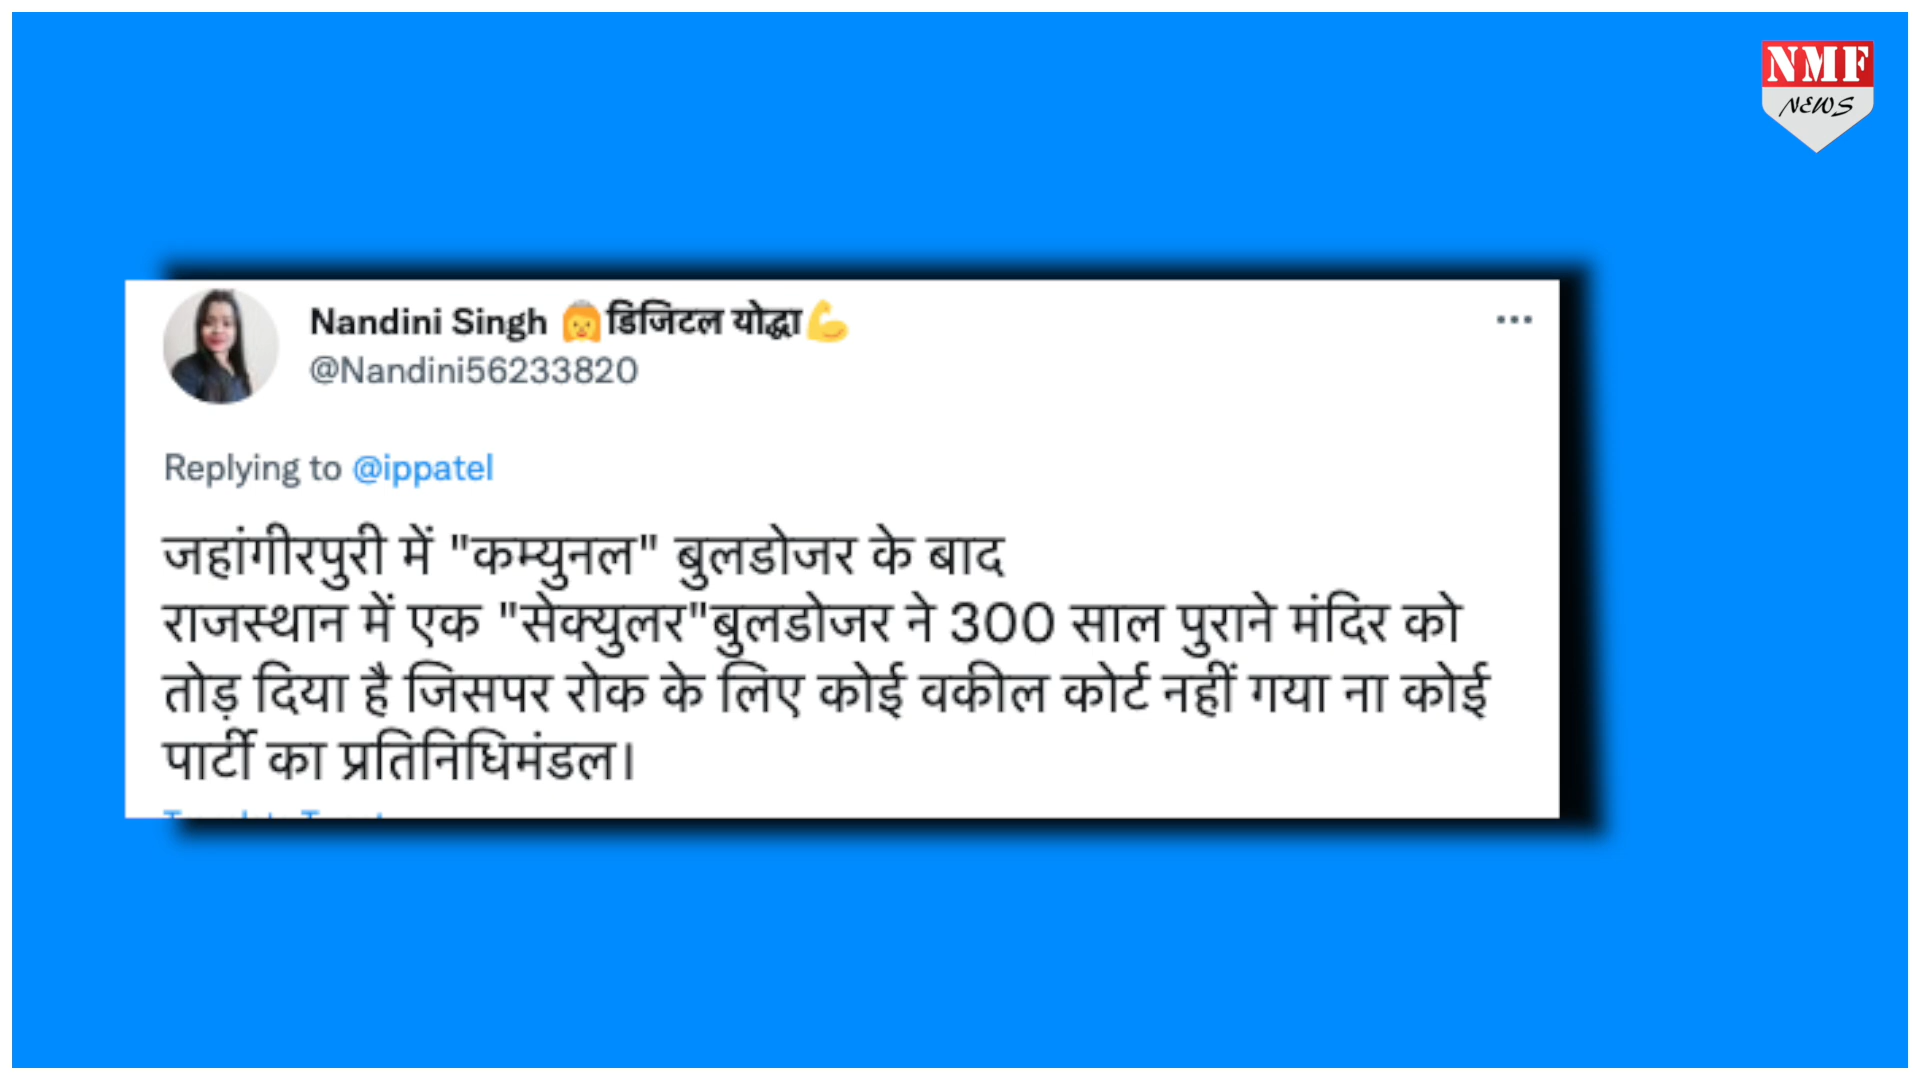 NMF
NEWS
Nandini Singh 👵डिजिटल योद्धा💪
@Nandini56233820
Replying to @ippatel
जहांगीरपुरी में "कम्युनल" बुलडोजर के बाद
राजस्थान में एक "सेक्युलर"बुलडोजर ने 300 साल पुराने मंदिर को
तोड़ दिया है जिसपर रोक के लिए कोई वकील कोर्ट नहीं गया ना कोई
पार्टी का प्रतिनिधिमंडल।